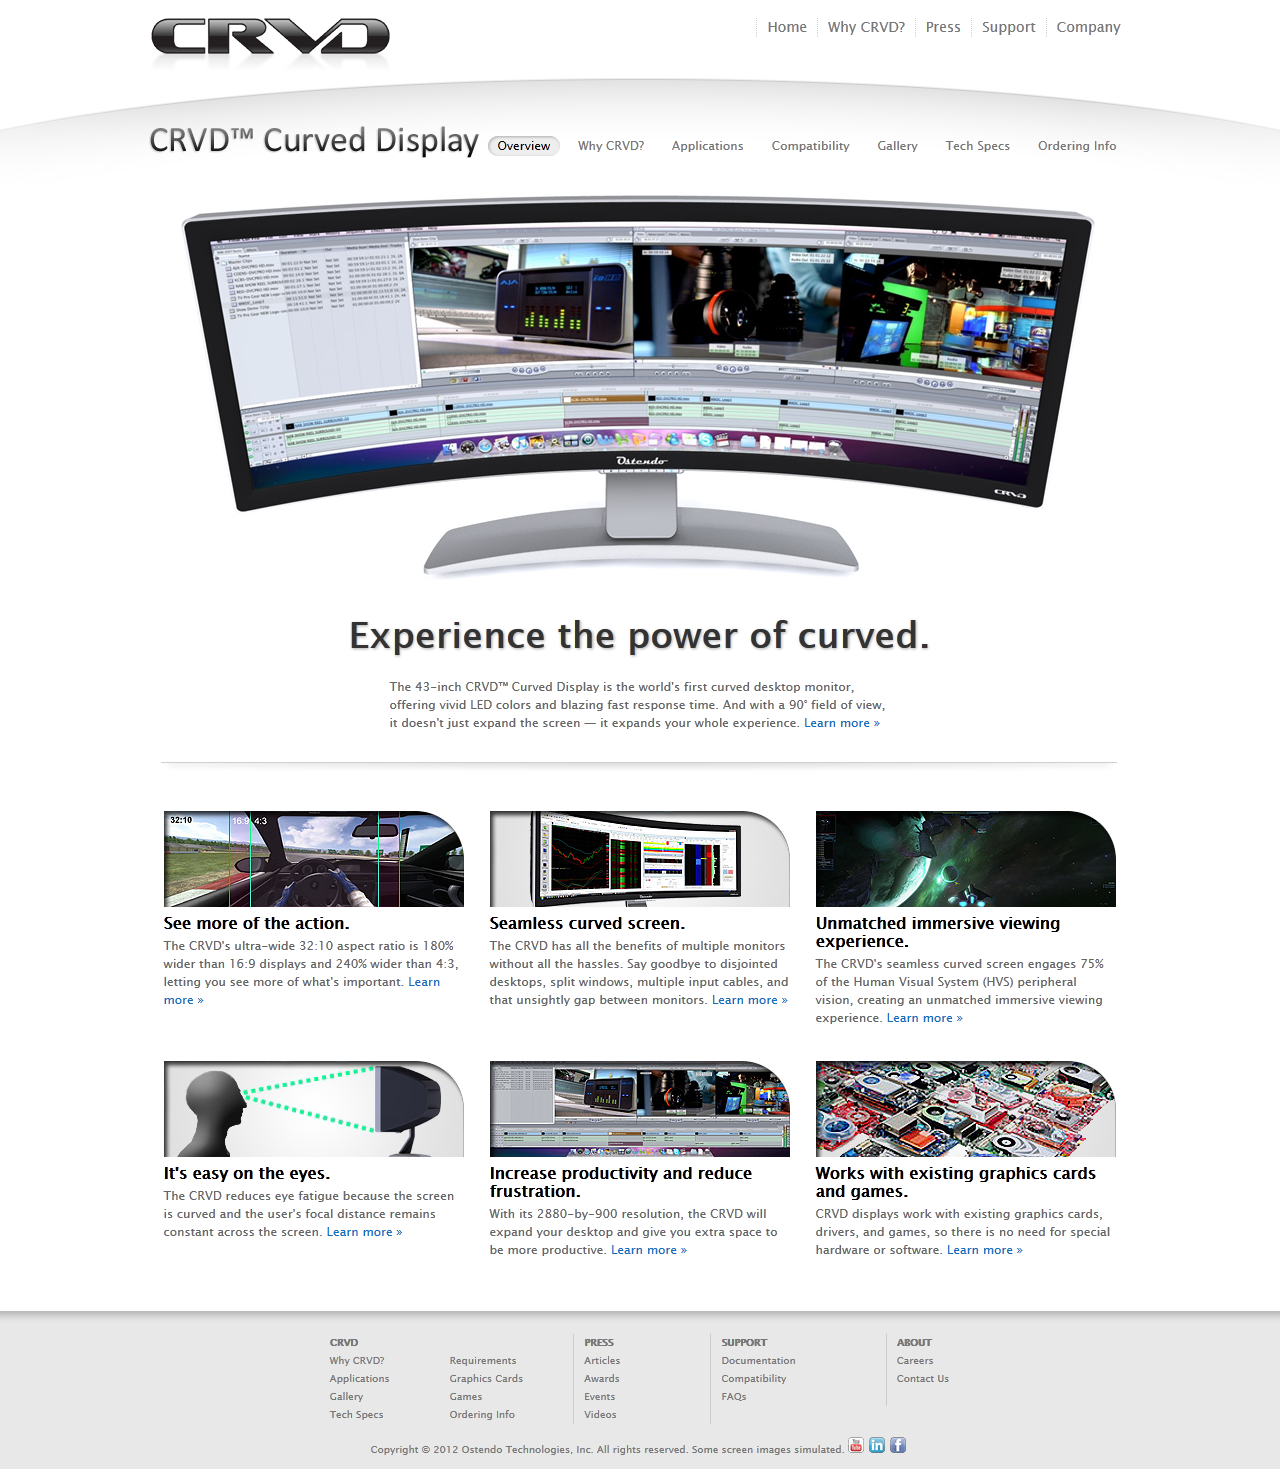 CRVD
Home Why CRVD? Press Support Company
CRVD™ Curved Display
Overview Why CRVD? Applications Compatibility Gallery Tech Specs Ordering Info
AJA
Ostendo
CRVD
Experience the power of curved.
The 43-inch CRVD™ Curved Display is the world's first curved desktop monitor,
offering vivid LED colors and blazing fast response time. And with a 90° field of view,
it doesn't just expand the screen — it expands your whole experience. Learn more »
32:10 16:9 4:3
See more of the action.
The CRVD's ultra-wide 32:10 aspect ratio is 180%
wider than 16:9 displays and 240% wider than 4:3,
letting you see more of what's important. Learn
more »
Seamless curved screen.
The CRVD has all the benefits of multiple monitors
without all the hassles. Say goodbye to disjointed
desktops, split windows, multiple input cables, and
that unsightly gap between monitors. Learn more »
Unmatched immersive viewing
experience.
The CRVD's seamless curved screen engages 75%
of the Human Visual System (HVS) peripheral
vision, creating an unmatched immersive viewing
experience. Learn more »
It's easy on the eyes.
The CRVD reduces eye fatigue because the screen
is curved and the user's focal distance remains
constant across the screen. Learn more »
Increase productivity and reduce
frustration.
With its 2880-by-900 resolution, the CRVD will
expand your desktop and give you extra space to
be more productive. Learn more »
Works with existing graphics cards
and games.
CRVD displays work with existing graphics cards,
drivers, and games, so there is no need for special
hardware or software. Learn more »
CRVD
Why CRVD?
Applications
Gallery
Tech Specs
Requirements
Graphics Cards
Games
Ordering Info
PRESS
Articles
Awards
Events
Videos
SUPPORT
Documentation
Compatibility
FAQs
ABOUT
Careers
Contact Us
Copyright © 2012 Ostendo Technologies, Inc. All rights reserved. Some screen images simulated.